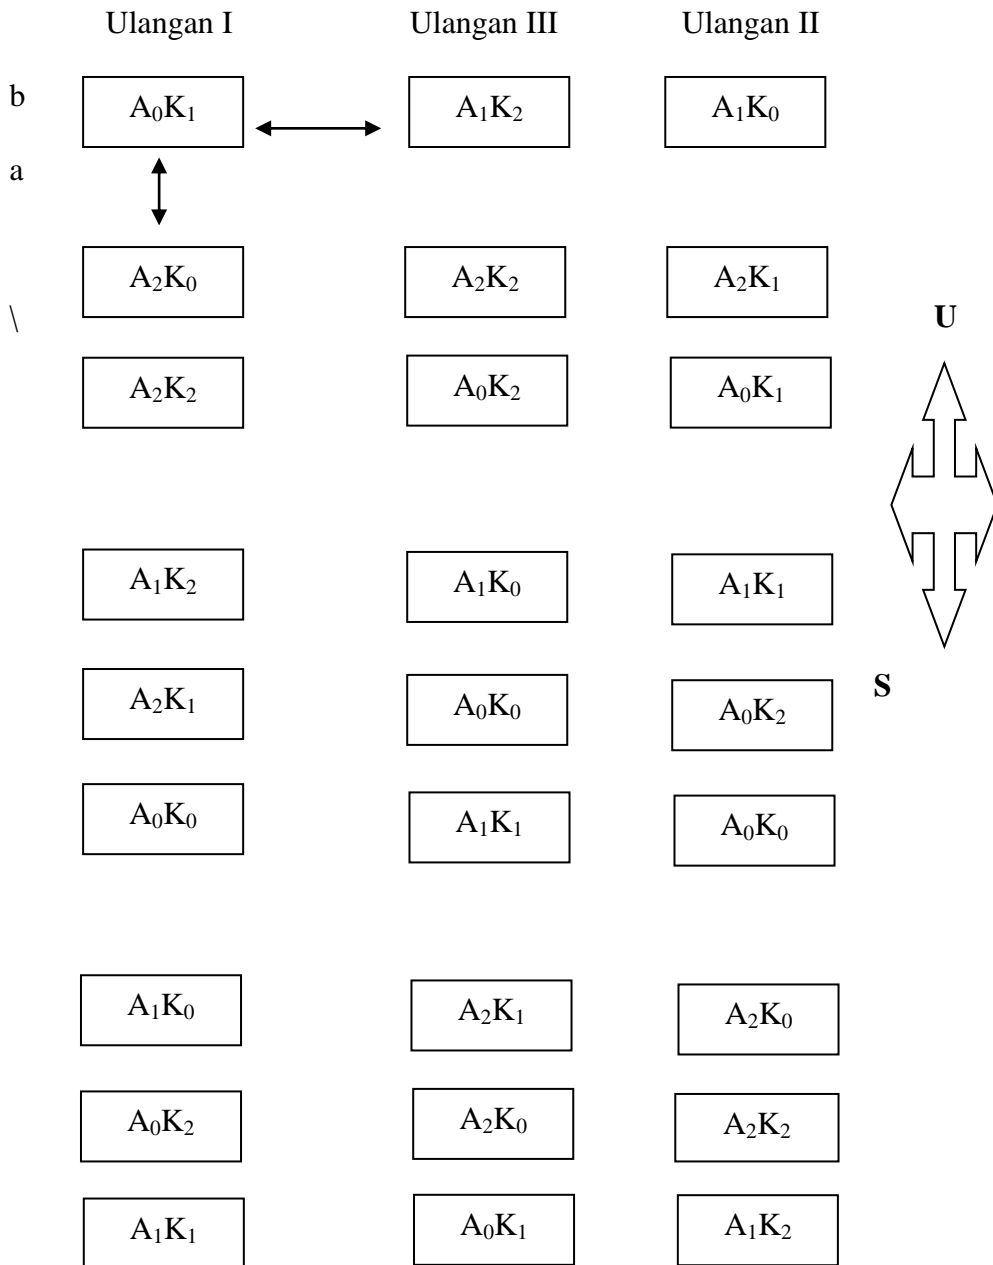 Ulangan I Ulangan III Ulangan II
b A₀K₁ A₁K₂ A₁K₀
a
A₂K₀ A₂K₂ A₂K₁
\ U
A₂K₂ A₀K₂ A₀K₁
A₁K₂ A₁K₀ A₁K₁
A₂K₁ A₀K₀ A₀K₂ S
A₀K₀ A₁K₁ A₀K₀
A₁K₀ A₂K₁ A₂K₀
A₀K₂ A₂K₀ A₂K₂
A₁K₁ A₀K₁ A₁K₂